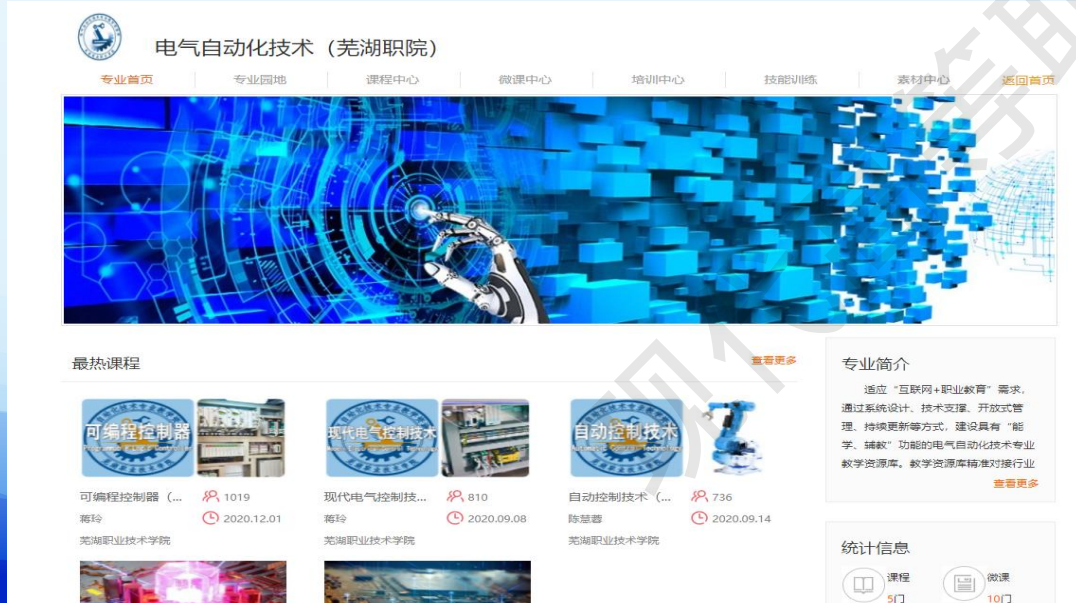 电气自动化技术（芜湖职院）
专业首页 专业园地 课程中心 微课中心 培训中心 技能训练 素材中心 返回首页
最热课程 查看更多
可编程控制器 现代电气控制技术 自动控制技术
可编程控制器（... 1019
蒋玲 2020.12.01
芜湖职业技术学院
现代电气控制技... 810
蒋玲 2020.09.08
芜湖职业技术学院
自动控制技术（... 736
陈慧蓉 2020.09.14
芜湖职业技术学院
专业简介
适应“互联网+职业教育”需求，
通过系统设计、技术支撑、开放式管
理、持续更新等方式，建设具有“能
学、辅教”功能的电气自动化技术专业
教学资源库。教学资源库精准对接行业
查看更多
统计信息
课程 微课
5门 10门